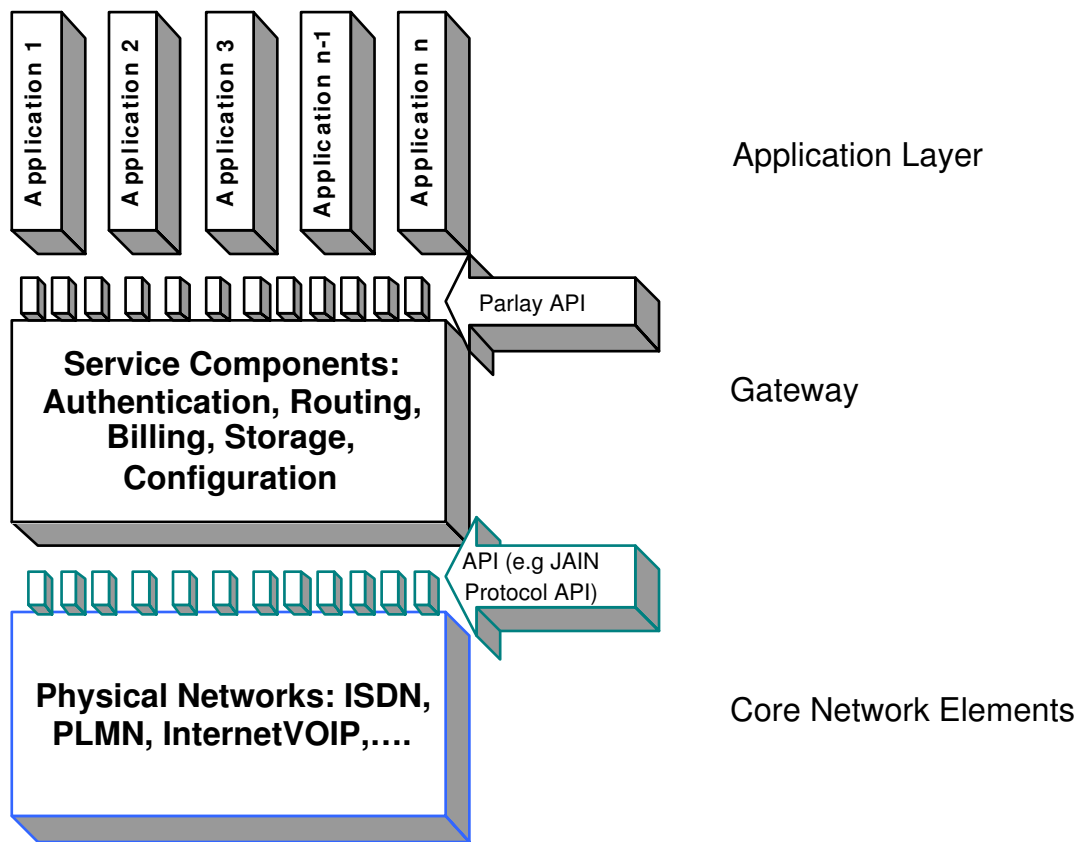 Application 1
Application 2
Application 3
Application n-1
Application n
Application Layer
Parlay API
Service Components:
Authentication, Routing,
Billing, Storage,
Configuration
Gateway
API (e.g JAIN
Protocol API)
Physical Networks: ISDN,
PLMN, InternetVOIP,....
Core Network Elements